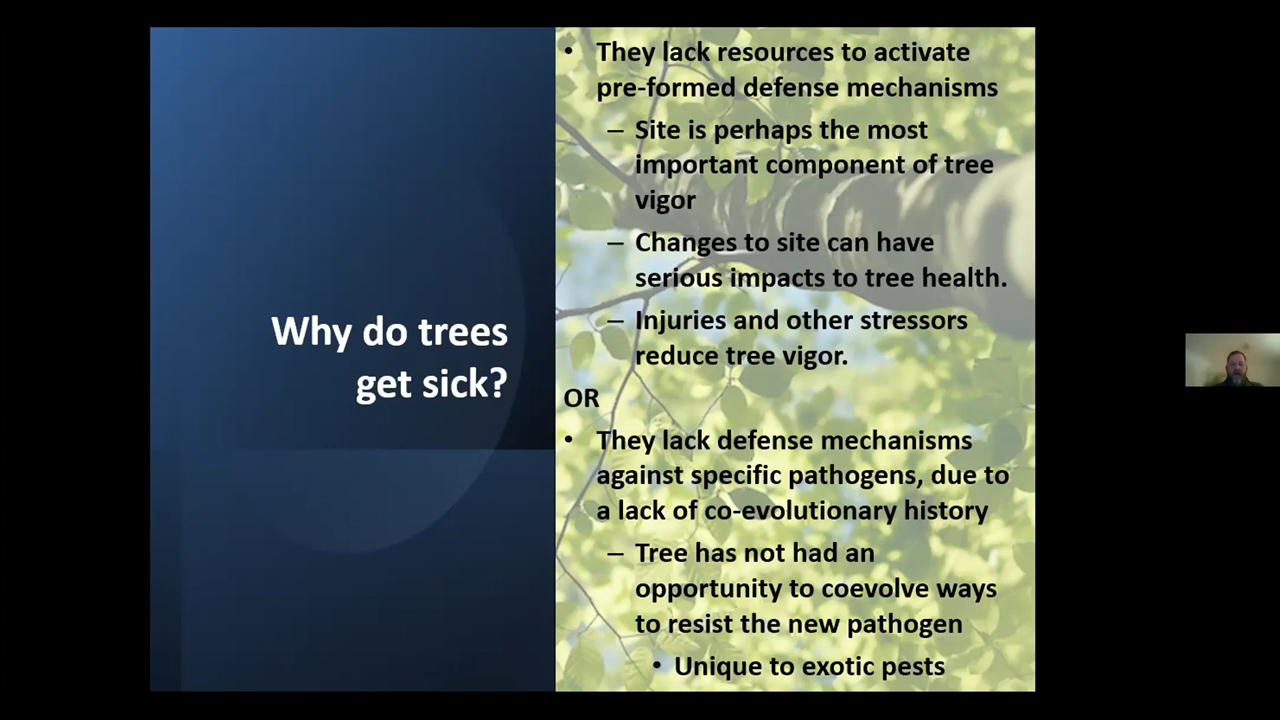 Why do trees
get sick?
• They lack resources to activate
pre-formed defense mechanisms
– Site is perhaps the most
important component of tree
vigor
– Changes to site can have
serious impacts to tree health.
– Injuries and other stressors
reduce tree vigor.
OR
• They lack defense mechanisms
against specific pathogens, due to
a lack of co-evolutionary history
– Tree has not had an
opportunity to coevolve ways
to resist the new pathogen
• Unique to exotic pests